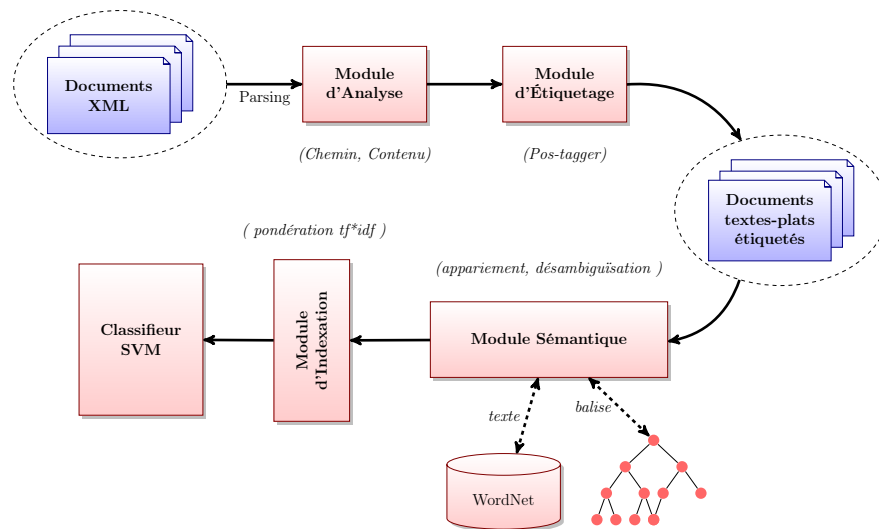 Documents
XML
Parsing
Module
d'Analyse
(Chemin, Contenu)
Module
d'Étiquetage
(Pos-tagger)
Documents
textes-plats
étiquetés
(appariement, désambiguïsation )
Module Sémantique
texte
balise
WordNet
( pondération tf*idf )
Module
d'Indexation
Classifieur
SVM